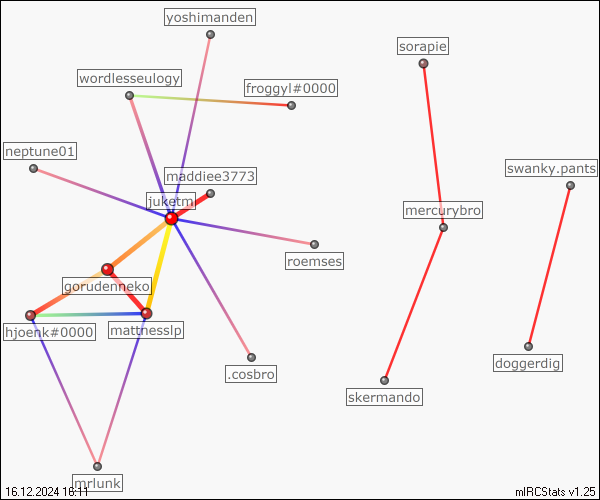 yoshimanden
sorapie
wordlesseulogy
froggyl#0000
neptune01
maddiee3773
swanky.pants
juketm
mercurybro
roemses
gorudenneko
hjoenk#0000
mattnesslp
doggerdig
.cosbro
skermando
mrlunk
16.12.2024 16:11
mIRCStats v1.25